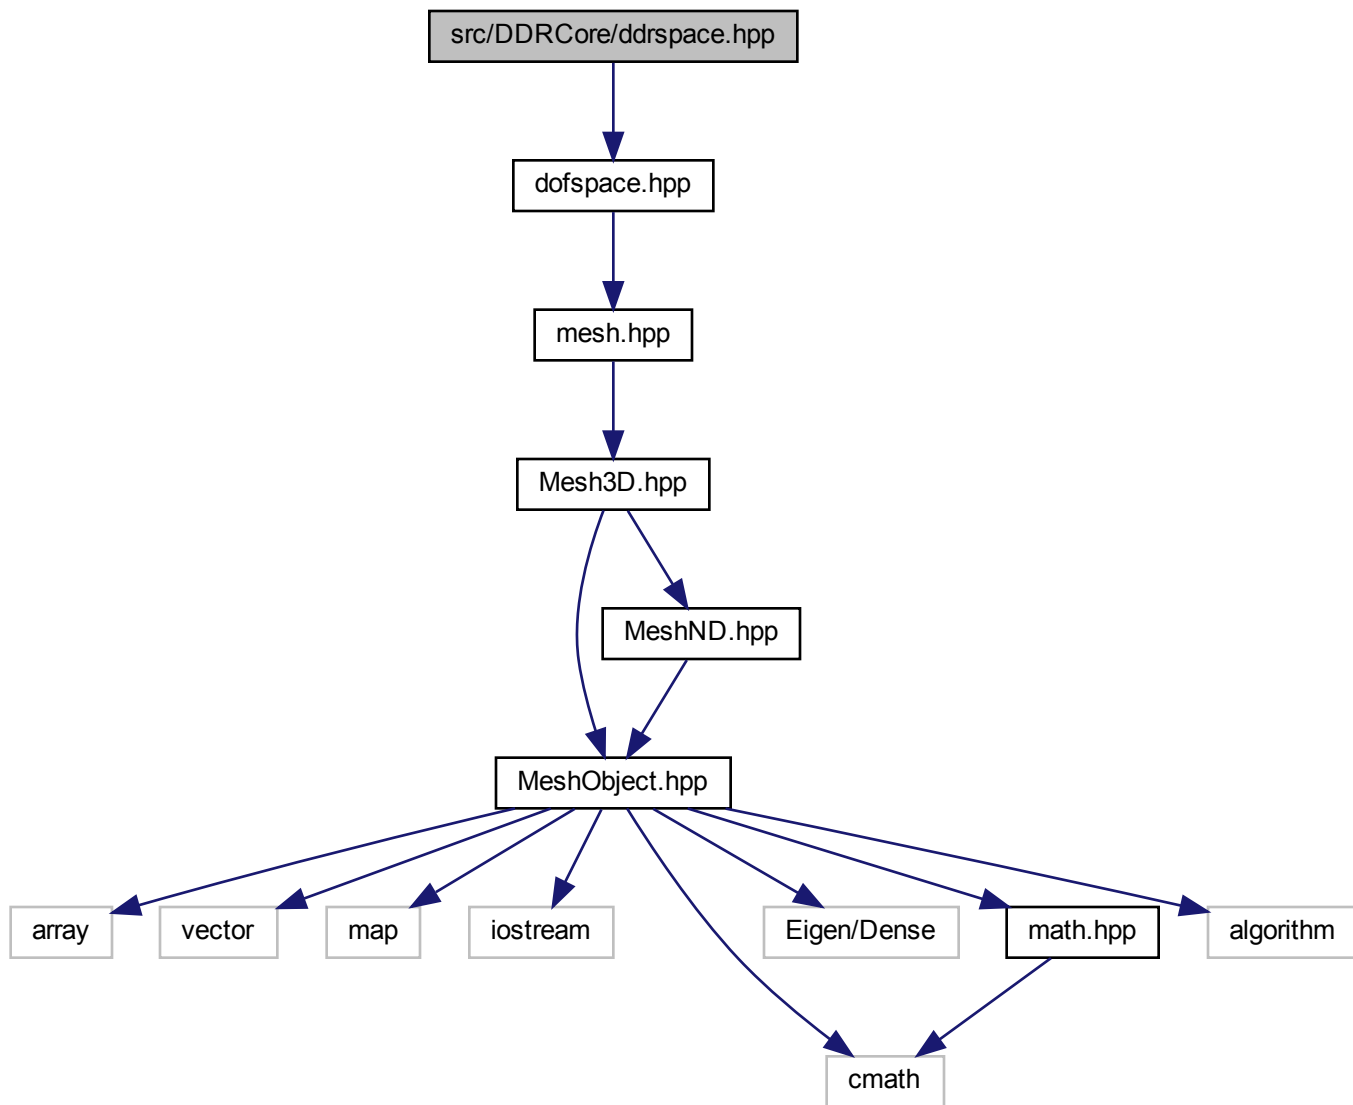 src/DDRCore/ddrspace.hpp
dofspace.hpp
mesh.hpp
Mesh3D.hpp
MeshND.hpp
MeshObject.hpp
array
vector
map
iostream
Eigen/Dense
math.hpp
algorithm
cmath